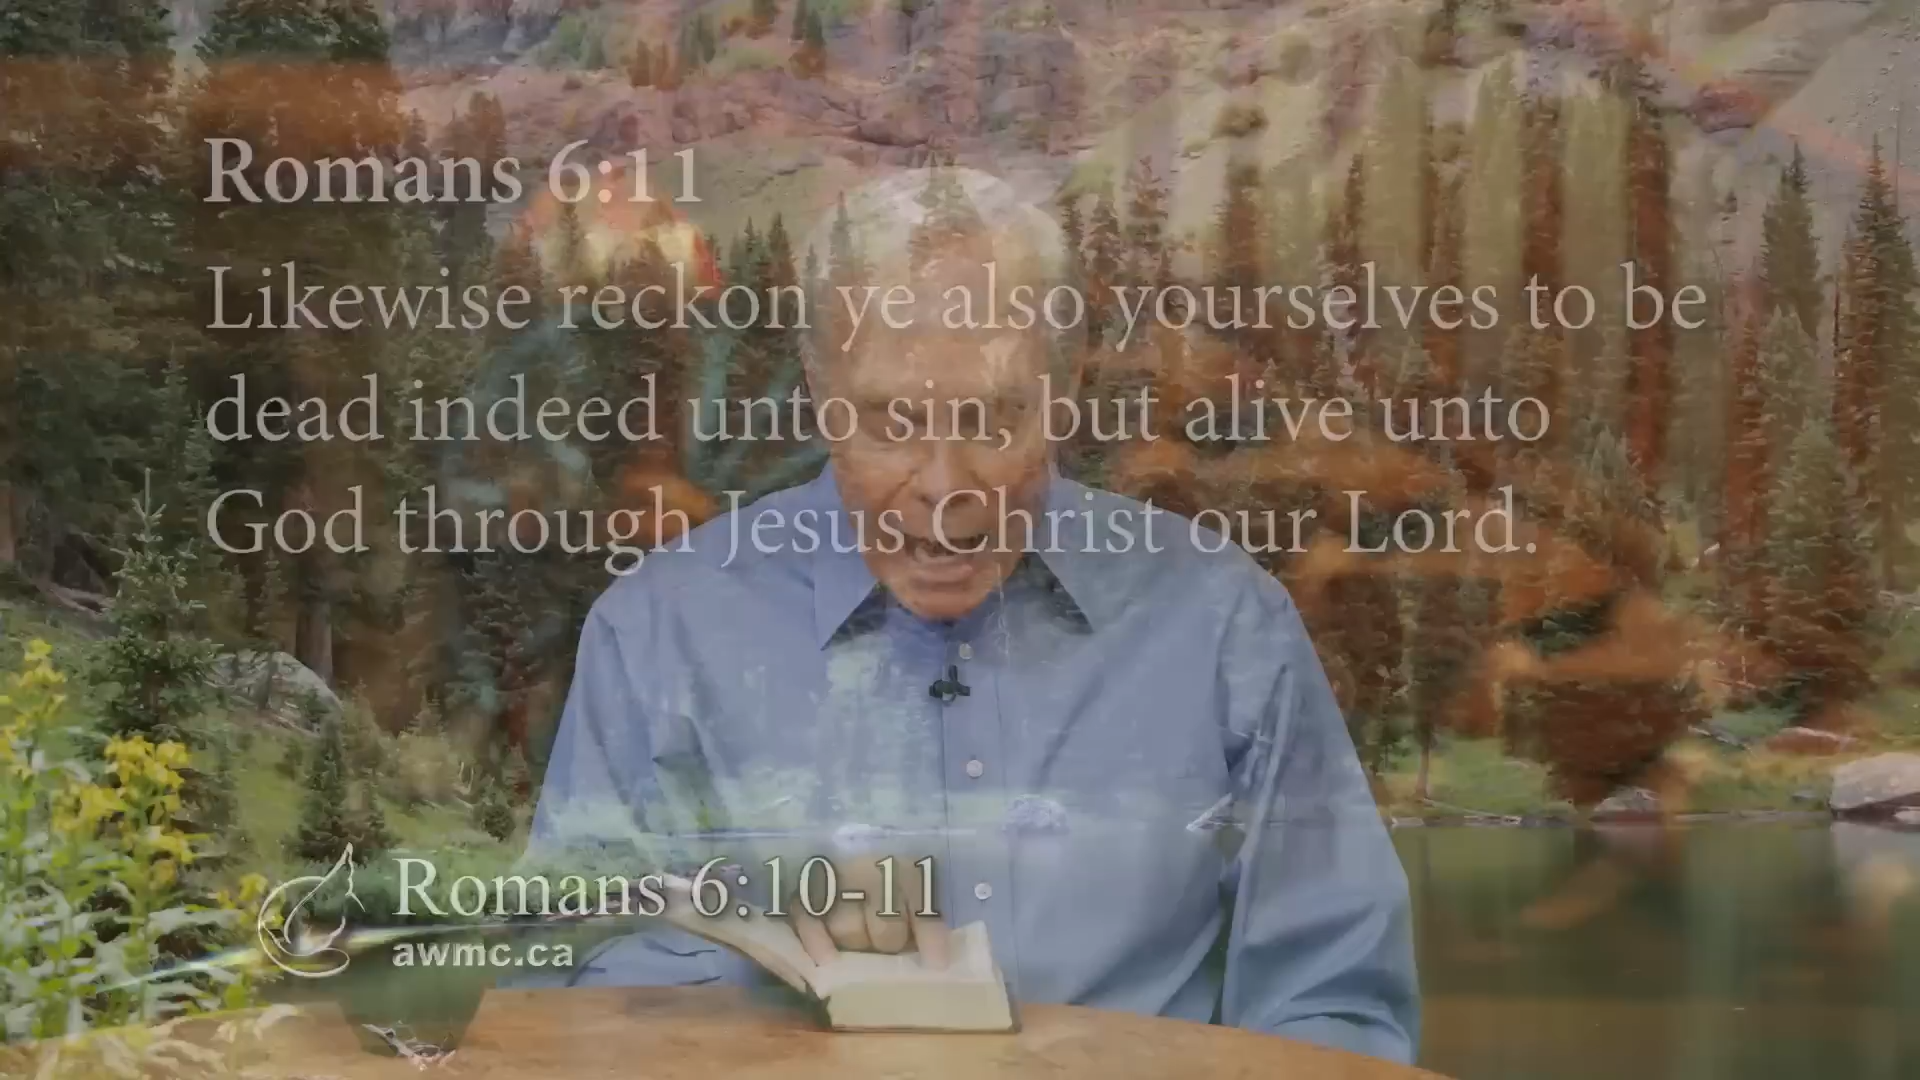 Romans 6:11
Likewise reckon ye also yourselves to be
dead indeed unto sin, but alive unto
God through Jesus Christ our Lord.
Romans 6:10-11
awmc.ca